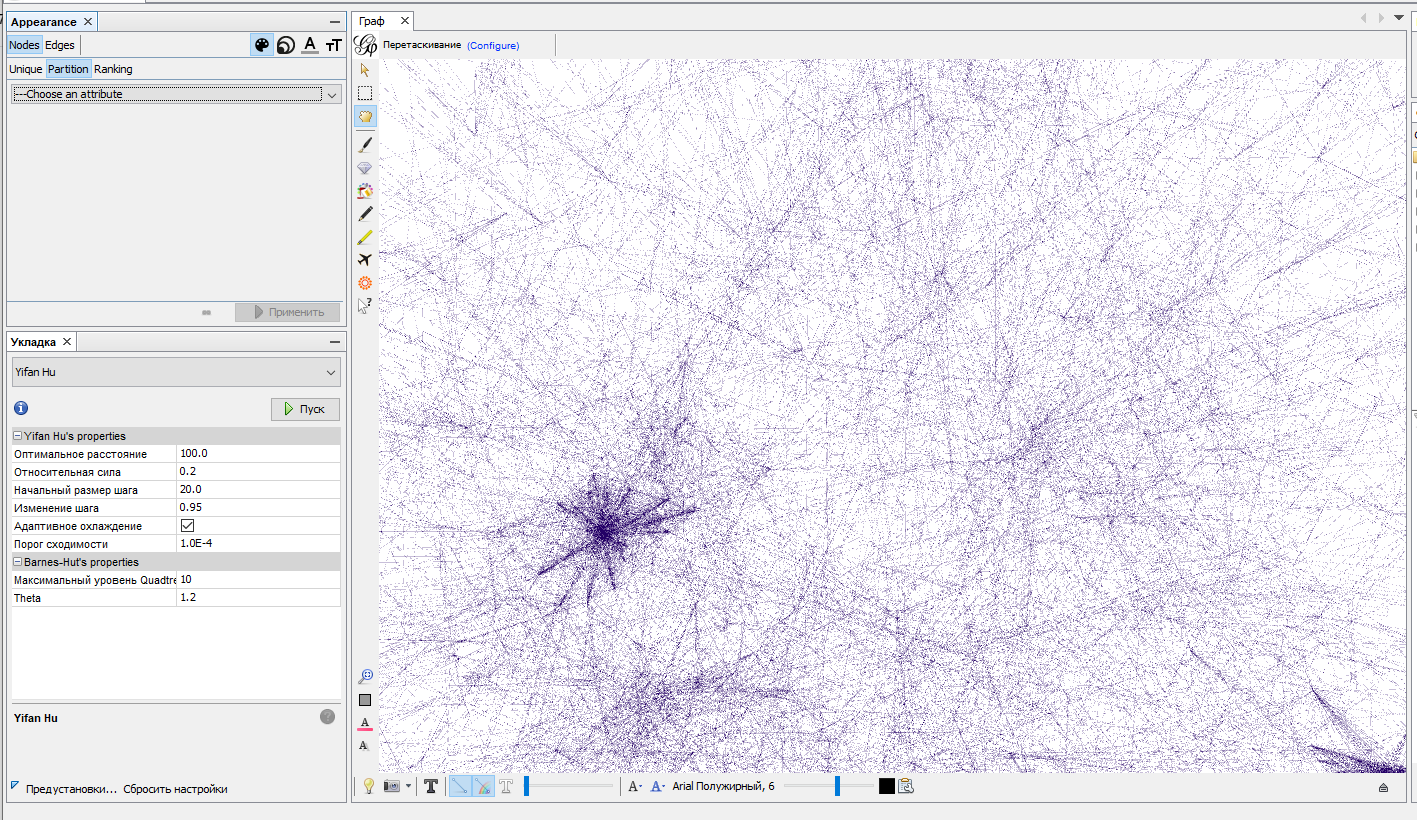 Appearance
Nodes Edges
Unique Partition Ranking
---Choose an attribute
Применить
Укладка
Yifan Hu
Пуск
Yifan Hu's properties
Оптимальное расстояние 100.0
Относительная сила 0.2
Начальный размер шага 20.0
Изменение шага 0.95
Адаптивное охлаждение
Порог сходимости 1.0E-4
Barnes-Hut's properties
Максимальный уровень Quadtre 10
Theta 1.2
Yifan Hu
Предустановки... Сбросить настройки
Граф
Перетаскивание (Configure)
Arial Полужирный, 6